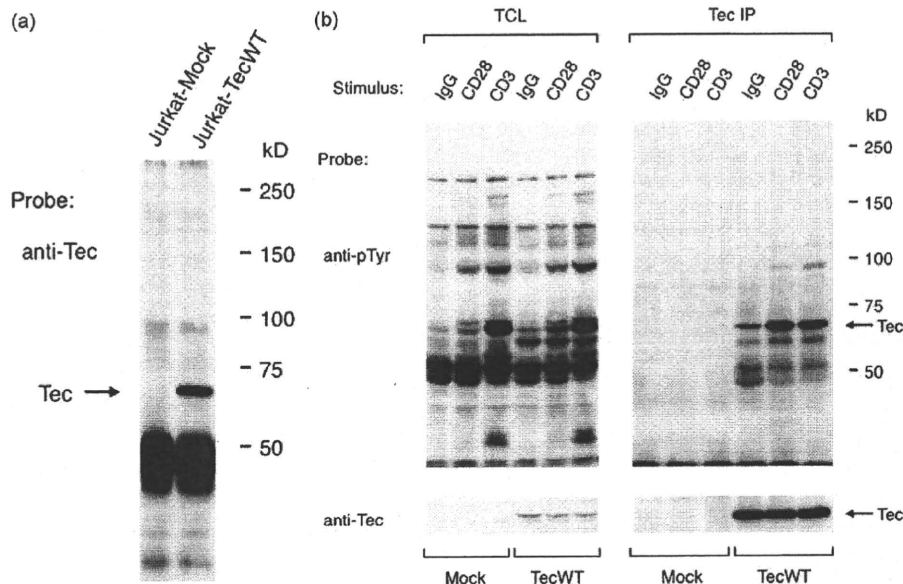 (a)
Jurkat-Mock
Jurkat-TecWT
kD
Probe:
anti-Tec
Tec
- 250
- 150
- 100
- 75
- 50
(b)
TCL
Tec IP
Stimulus:
IgG
CD28
CD3
IgG
CD28
CD3
IgG
CD28
CD3
IgG
CD28
CD3
kD
Probe:
anti-pTyr
- 250
- 150
- 100
- 75
Tec
- 50
anti-Tec
Tec
Mock
TecWT
Mock
TecWT